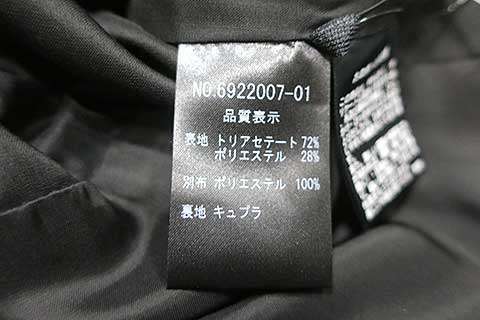 NO.6922007-01
品質表示
表地 トリアセテート 72%
ポリエステル 28%
別布 ポリエステル 100%
裏地 キュプラ